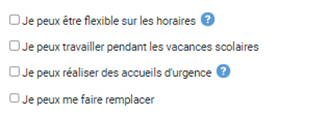 Je peux être flexible sur les horaires ?
Je peux travailler pendant les vacances scolaires
Je peux réaliser des accueils d'urgence ?
Je peux me faire remplacer